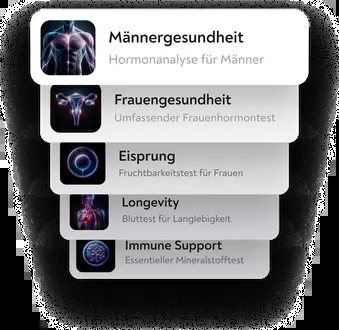 Männergesundheit
Hormonanalyse für Männer
Frauengesundheit
Umfassender Frauenhormontest
Eisprung
Fruchtbarkeitstest für Frauen
Longevity
Bluttest für Langlebigkeit
Immune Support
Essentieller Mineralstofftest